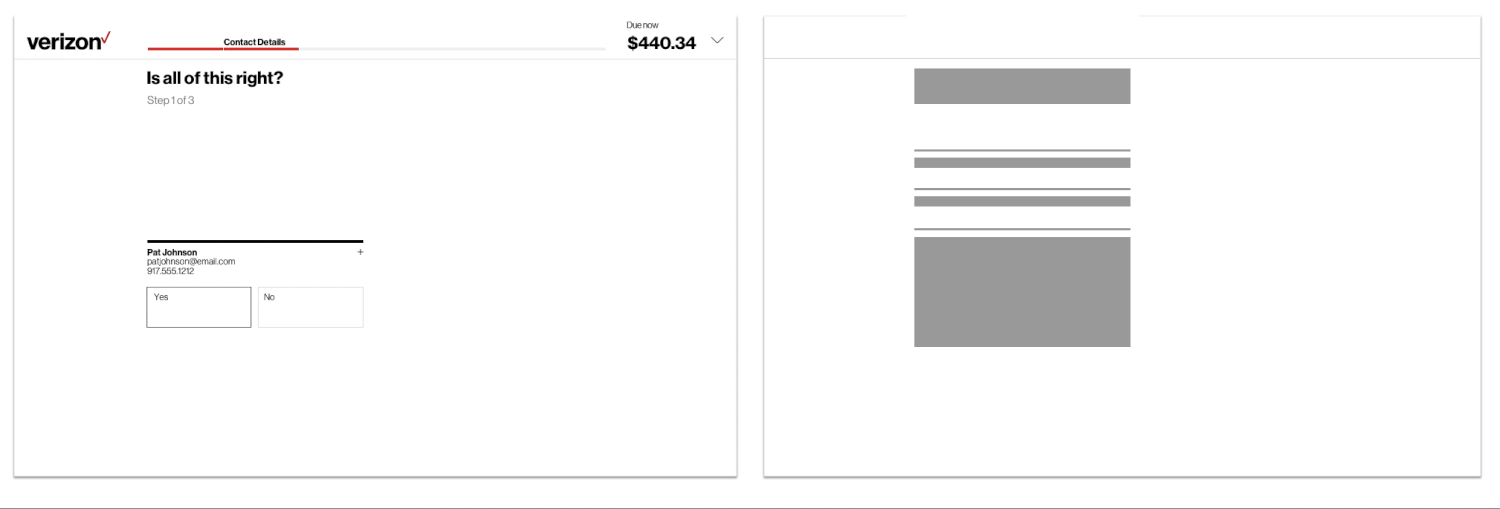 verizon
Contact Details
Due now
$440.34
Is all of this right?
Step 1 of 3
Pat Johnson
+
patjohnson@email.com
917.555.1212
Yes
No